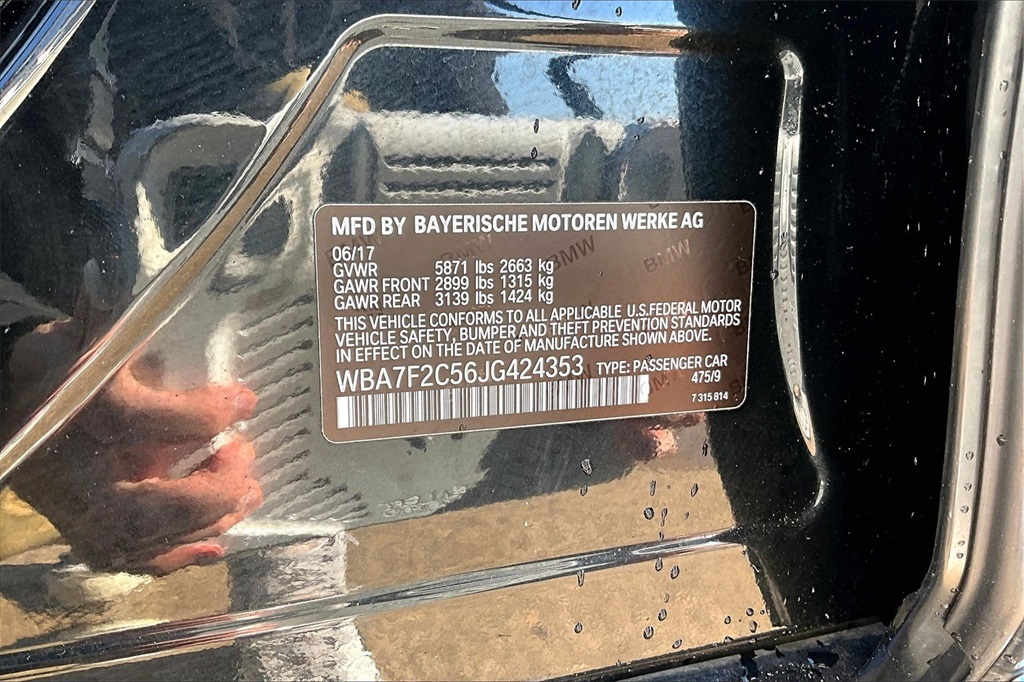 MFD BY BAYERISCHE MOTOREN WERKE AG
06/17
GVWR 5871 lbs 2663 kg
GAWR FRONT 2899 lbs 1315 kg
GAWR REAR 3139 lbs 1424 kg
THIS VEHICLE CONFORMS TO ALL APPLICABLE U.S.FEDERAL MOTOR
VEHICLE SAFETY, BUMPER AND THEFT PREVENTION STANDARDS
IN EFFECT ON THE DATE OF MANUFACTURE SHOWN ABOVE.
WBA7F2C56JG424353 TYPE: PASSENGER CAR
475/9
7 315 814
BMW
BMW
BMW